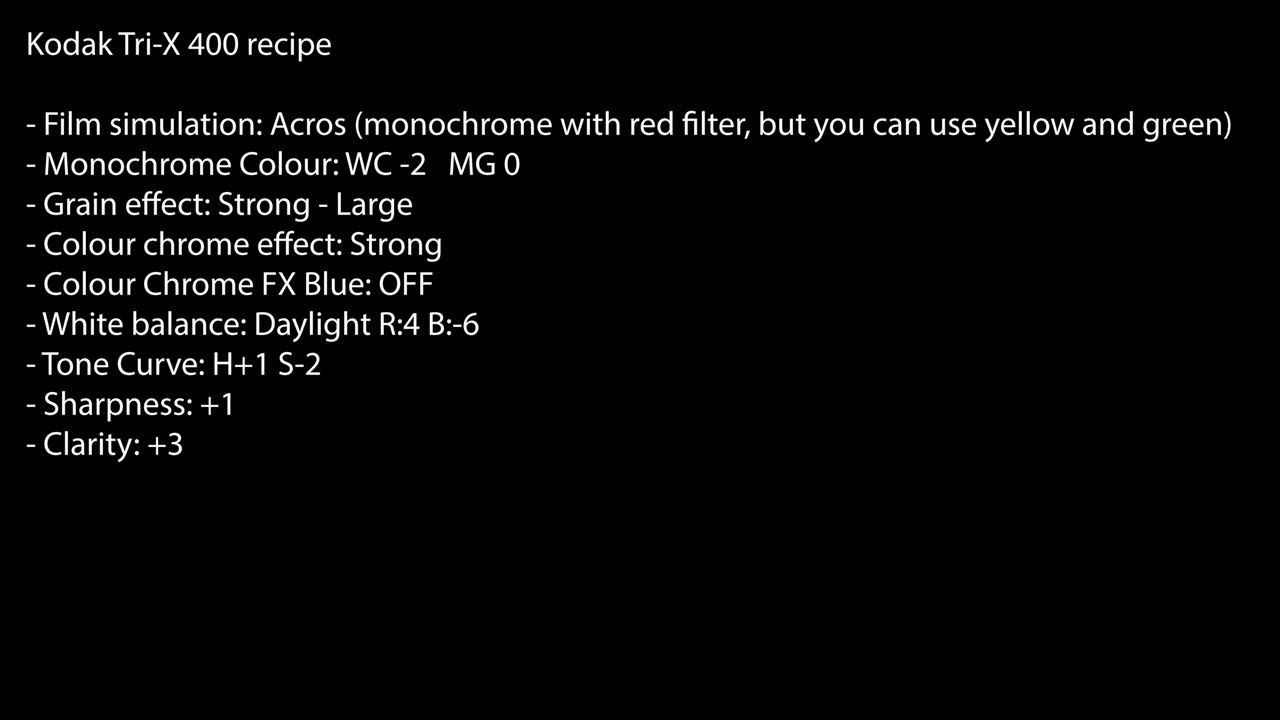 Kodak Tri-X 400 recipe
- Film simulation: Acros (monochrome with red filter, but you can use yellow and green)
- Monochrome Colour: WC -2 MG 0
- Grain effect: Strong - Large
- Colour chrome effect: Strong
- Colour Chrome FX Blue: OFF
- White balance: Daylight R:4 B:-6
- Tone Curve: H+1 S-2
- Sharpness: +1
- Clarity: +3